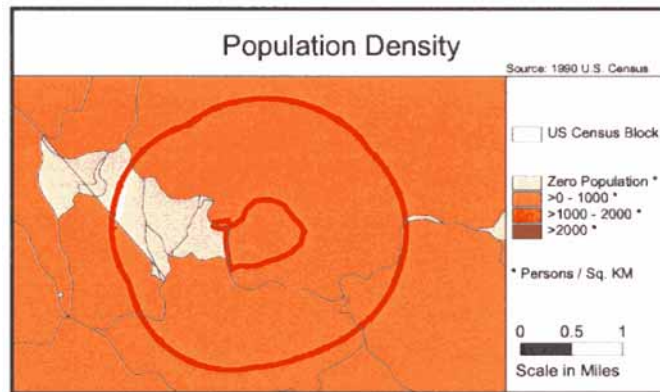 Population Density
Source: 1990 U.S. Census
US Census Block
Zero Population *
>0 - 1000 *
>1000 - 2000 *
>2000 *
* Persons / Sq. KM
0 0.5 1
Scale in Miles